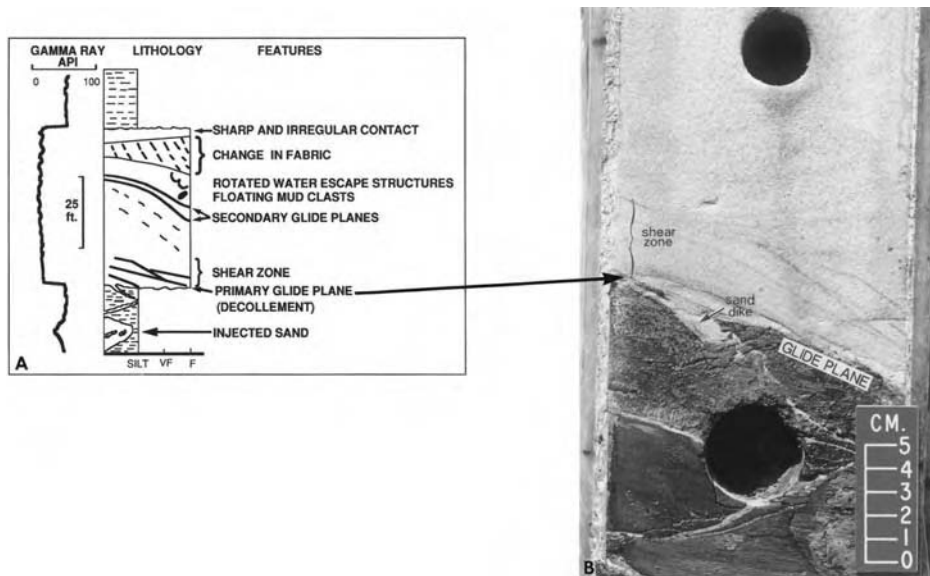 GAMMA RAY LITHOLOGY FEATURES
API
0 100
SHARP AND IRREGULAR CONTACT
CHANGE IN FABRIC
ROTATED WATER ESCAPE STRUCTURES
FLOATING MUD CLASTS
SECONDARY GLIDE PLANES
25
ft.
SHEAR ZONE
PRIMARY GLIDE PLANE
(DECOLLEMENT)
INJECTED SAND
A
SILT VF F
shear
zone
sand
dike
GLIDE PLANE
CM.
5
4
3
2
1
0
B